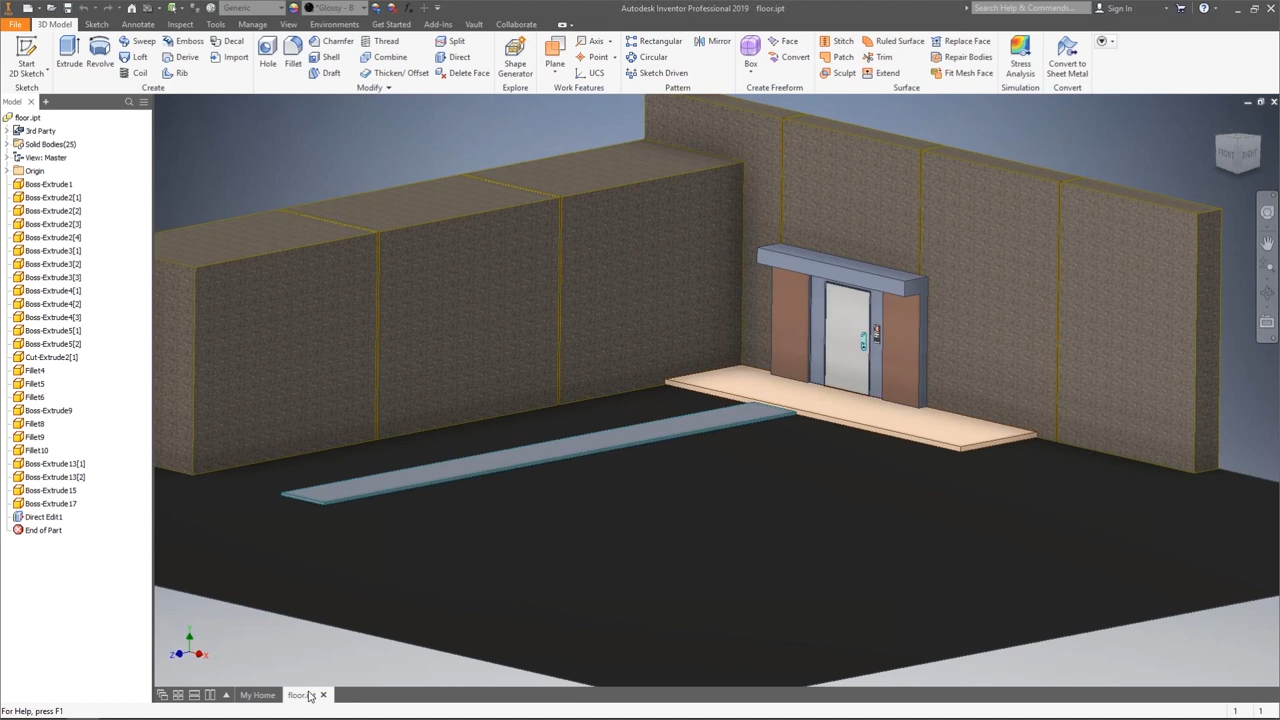 Generic *Glossy - B Autodesk Inventor Professional 2019 floor.ipt Search Help & Commands... Sign In
File 3D Model Sketch Annotate Inspect Tools Manage View Environments Get Started Add-Ins Vault Collaborate
Start 2D Sketch Extrude Revolve Sweep Emboss Decal Hole Fillet Chamfer Thread Split Shape Generator Plane Axis Rectangular Mirror Box Face Stitch Ruled Surface Replace Face Stress Analysis Convert to Sheet Metal
Loft Derive Import Shell Combine Direct Point Circular Convert Patch Trim Repair Bodies
Coil Rib Draft Thicken/ Offset Delete Face UCS Sketch Driven Sculpt Extend Fit Mesh Face
Sketch Create Modify Explore Work Features Pattern Create Freeform Surface Simulation Convert
Model
floor.ipt
3rd Party
Solid Bodies(25)
View: Master
Origin
Boss-Extrude1
Boss-Extrude2[1]
Boss-Extrude2[2]
Boss-Extrude2[3]
Boss-Extrude2[4]
Boss-Extrude3[1]
Boss-Extrude3[2]
Boss-Extrude3[3]
Boss-Extrude4[1]
Boss-Extrude4[2]
Boss-Extrude4[3]
Boss-Extrude5[1]
Boss-Extrude5[2]
Cut-Extrude2[1]
Fillet4
Fillet5
Fillet6
Boss-Extrude9
Fillet8
Fillet9
Fillet10
Boss-Extrude13[1]
Boss-Extrude13[2]
Boss-Extrude15
Boss-Extrude17
Direct Edit1
End of Part
FRONT RIGHT
Y
Z X
My Home floor.ipt
For Help, press F1 1 1